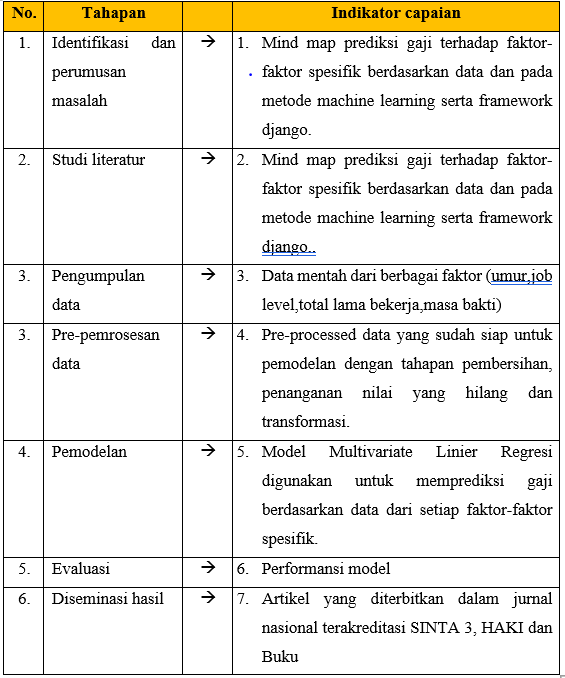 No. Tahapan Indikator capaian
1. Identifikasi dan → 1. Mind map prediksi gaji terhadap faktor-
perumusan faktor spesifik berdasarkan data dan pada
masalah metode machine learning serta framework
django.
2. Studi literatur → 2. Mind map prediksi gaji terhadap faktor-
faktor spesifik berdasarkan data dan pada
metode machine learning serta framework
django..
3. Pengumpulan → 3. Data mentah dari berbagai faktor (umur,job
data level,total lama bekerja,masa bakti)
3. Pre-pemrosesan → 4. Pre-processed data yang sudah siap untuk
data pemodelan dengan tahapan pembersihan,
penanganan nilai yang hilang dan
transformasi.
4. Pemodelan → 5. Model Multivariate Linier Regresi
digunakan untuk memprediksi gaji
berdasarkan data dari setiap faktor-faktor
spesifik.
5. Evaluasi → 6. Performansi model
6. Diseminasi hasil → 7. Artikel yang diterbitkan dalam jurnal
nasional terakreditasi SINTA 3, HAKI dan
Buku